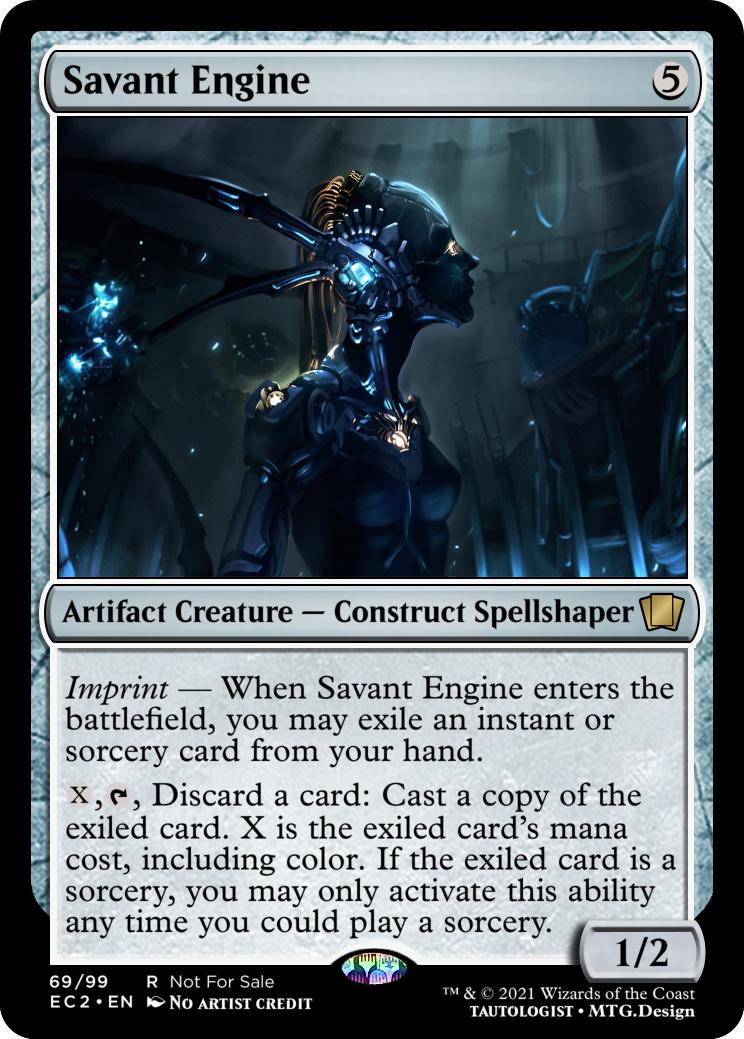 Savant Engine 5
Artifact Creature — Construct Spellshaper
Imprint — When Savant Engine enters the
battlefield, you may exile an instant or
sorcery card from your hand.
X, , Discard a card: Cast a copy of the
exiled card. X is the exiled card's mana
cost, including color. If the exiled card is a
sorcery, you may only activate this ability
any time you could play a sorcery.
1/2
69/99 R Not For Sale
EC2 • EN No artist credit
™ & © 2021 Wizards of the Coast
TAUTOLOGIST • MTG.Design